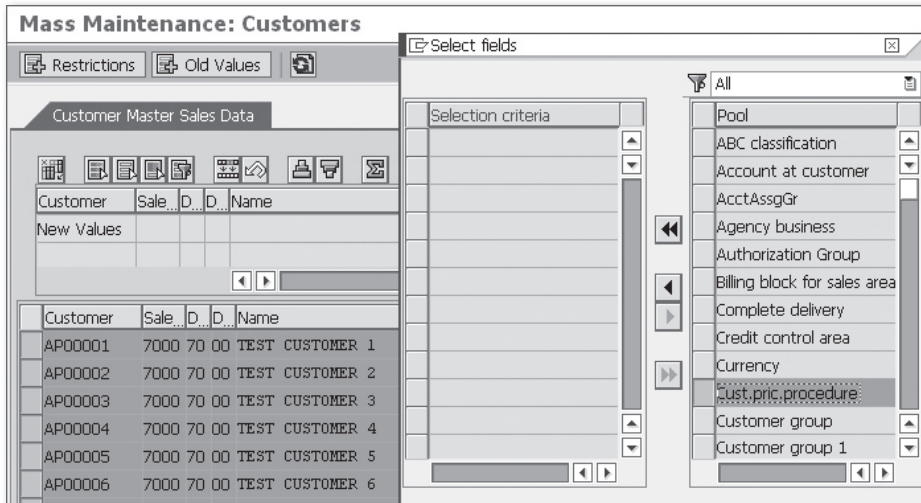 Mass Maintenance: Customers
Restrictions Old Values
Customer Master Sales Data
Customer Sale... D... D... Name
New Values
Customer Sale... D... D... Name
AP00001 7000 70 00 TEST CUSTOMER 1
AP00002 7000 70 00 TEST CUSTOMER 2
AP00003 7000 70 00 TEST CUSTOMER 3
AP00004 7000 70 00 TEST CUSTOMER 4
AP00005 7000 70 00 TEST CUSTOMER 5
AP00006 7000 70 00 TEST CUSTOMER 6
Select fields
All
Selection criteria
Pool
ABC classification
Account at customer
AcctAssgGr
Agency business
Authorization Group
Billing block for sales area
Complete delivery
Credit control area
Currency
Cust.pric.procedure
Customer group
Customer group 1